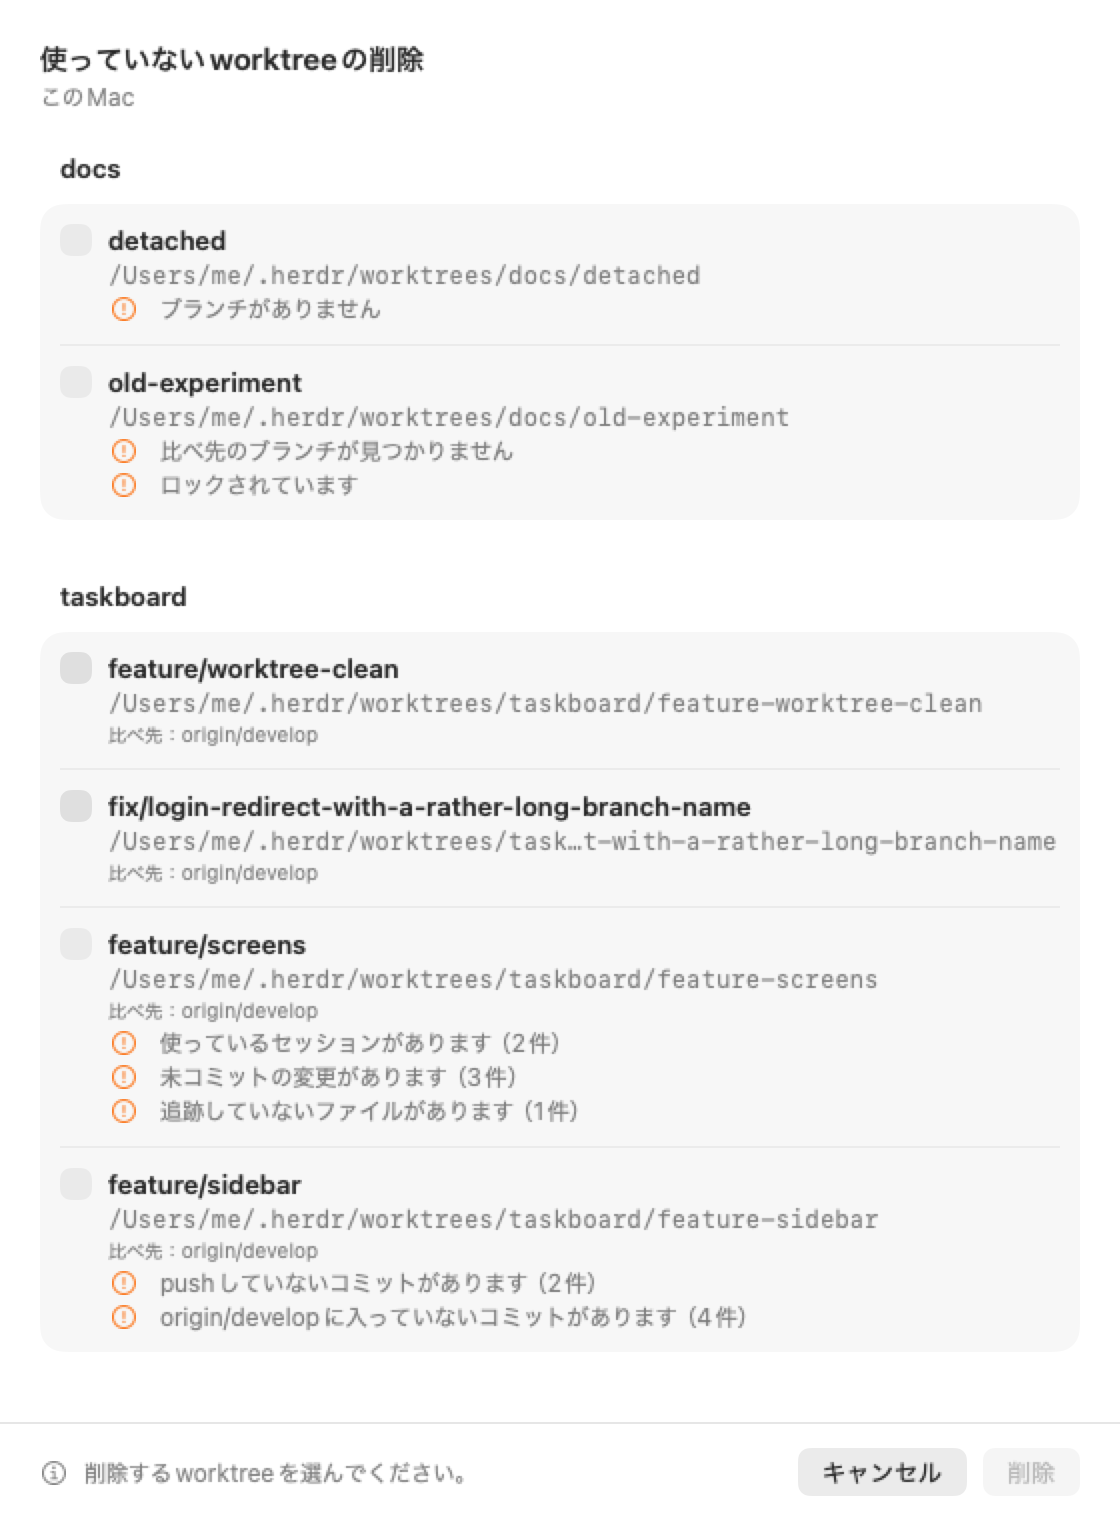 使っていないworktreeの削除
このMac
docs
detached
/Users/me/.herdr/worktrees/docs/detached
ブランチがありません
old-experiment
/Users/me/.herdr/worktrees/docs/old-experiment
比べ先のブランチが見つかりません
ロックされています
taskboard
feature/worktree-clean
/Users/me/.herdr/worktrees/taskboard/feature-worktree-clean
比べ先：origin/develop
fix/login-redirect-with-a-rather-long-branch-name
/Users/me/.herdr/worktrees/task…t-with-a-rather-long-branch-name
比べ先：origin/develop
feature/screens
/Users/me/.herdr/worktrees/taskboard/feature-screens
比べ先：origin/develop
使っているセッションがあります（2件）
未コミットの変更があります（3件）
追跡していないファイルがあります（1件）
feature/sidebar
/Users/me/.herdr/worktrees/taskboard/feature-sidebar
比べ先：origin/develop
pushしていないコミットがあります（2件）
origin/developに入っていないコミットがあります（4件）
削除するworktreeを選んでください。
キャンセル
削除